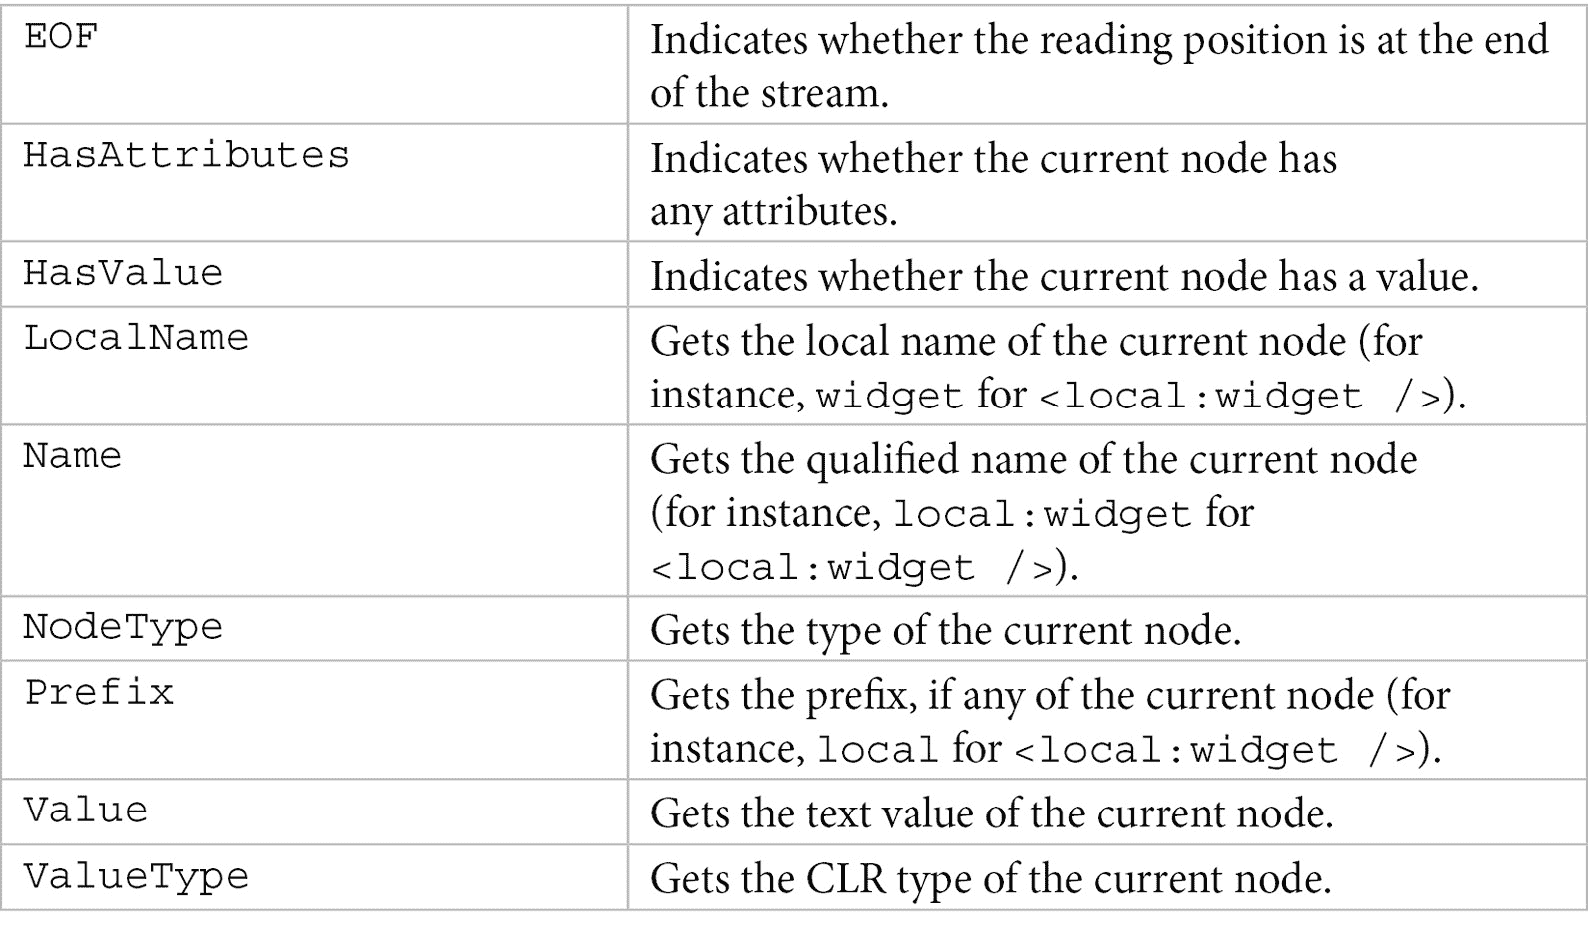 EOF
Indicates whether the reading position is at the end
of the stream.
HasAttributes
Indicates whether the current node has
any attributes.
HasValue
Indicates whether the current node has a value.
LocalName
Gets the local name of the current node (for
instance, widget for <local:widget />).
Name
Gets the qualified name of the current node
(for instance, local:widget for
<local:widget />).
NodeType
Gets the type of the current node.
Prefix
Gets the prefix, if any of the current node (for
instance, local for <local:widget />).
Value
Gets the text value of the current node.
ValueType
Gets the CLR type of the current node.